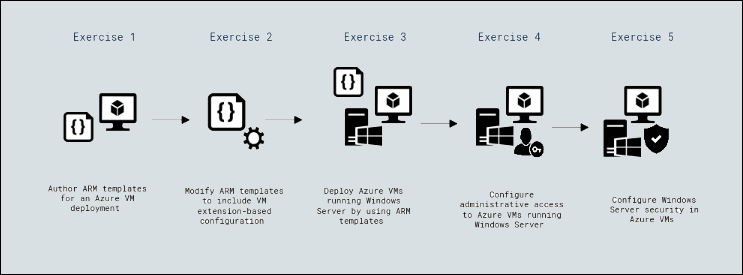 Exercise 1
Exercise 2
Exercise 3
Exercise 4
Exercise 5
{}
{}
{}
Author ARM templates
for an Azure VM
deployment
Modify ARM templates
to include VM
extension-based
configuration
Deploy Azure VMs
running Windows
Server by using ARM
templates
Configure
administrative access
to Azure VMs running
Windows Server
Configure Windows
Server security in
Azure VMs